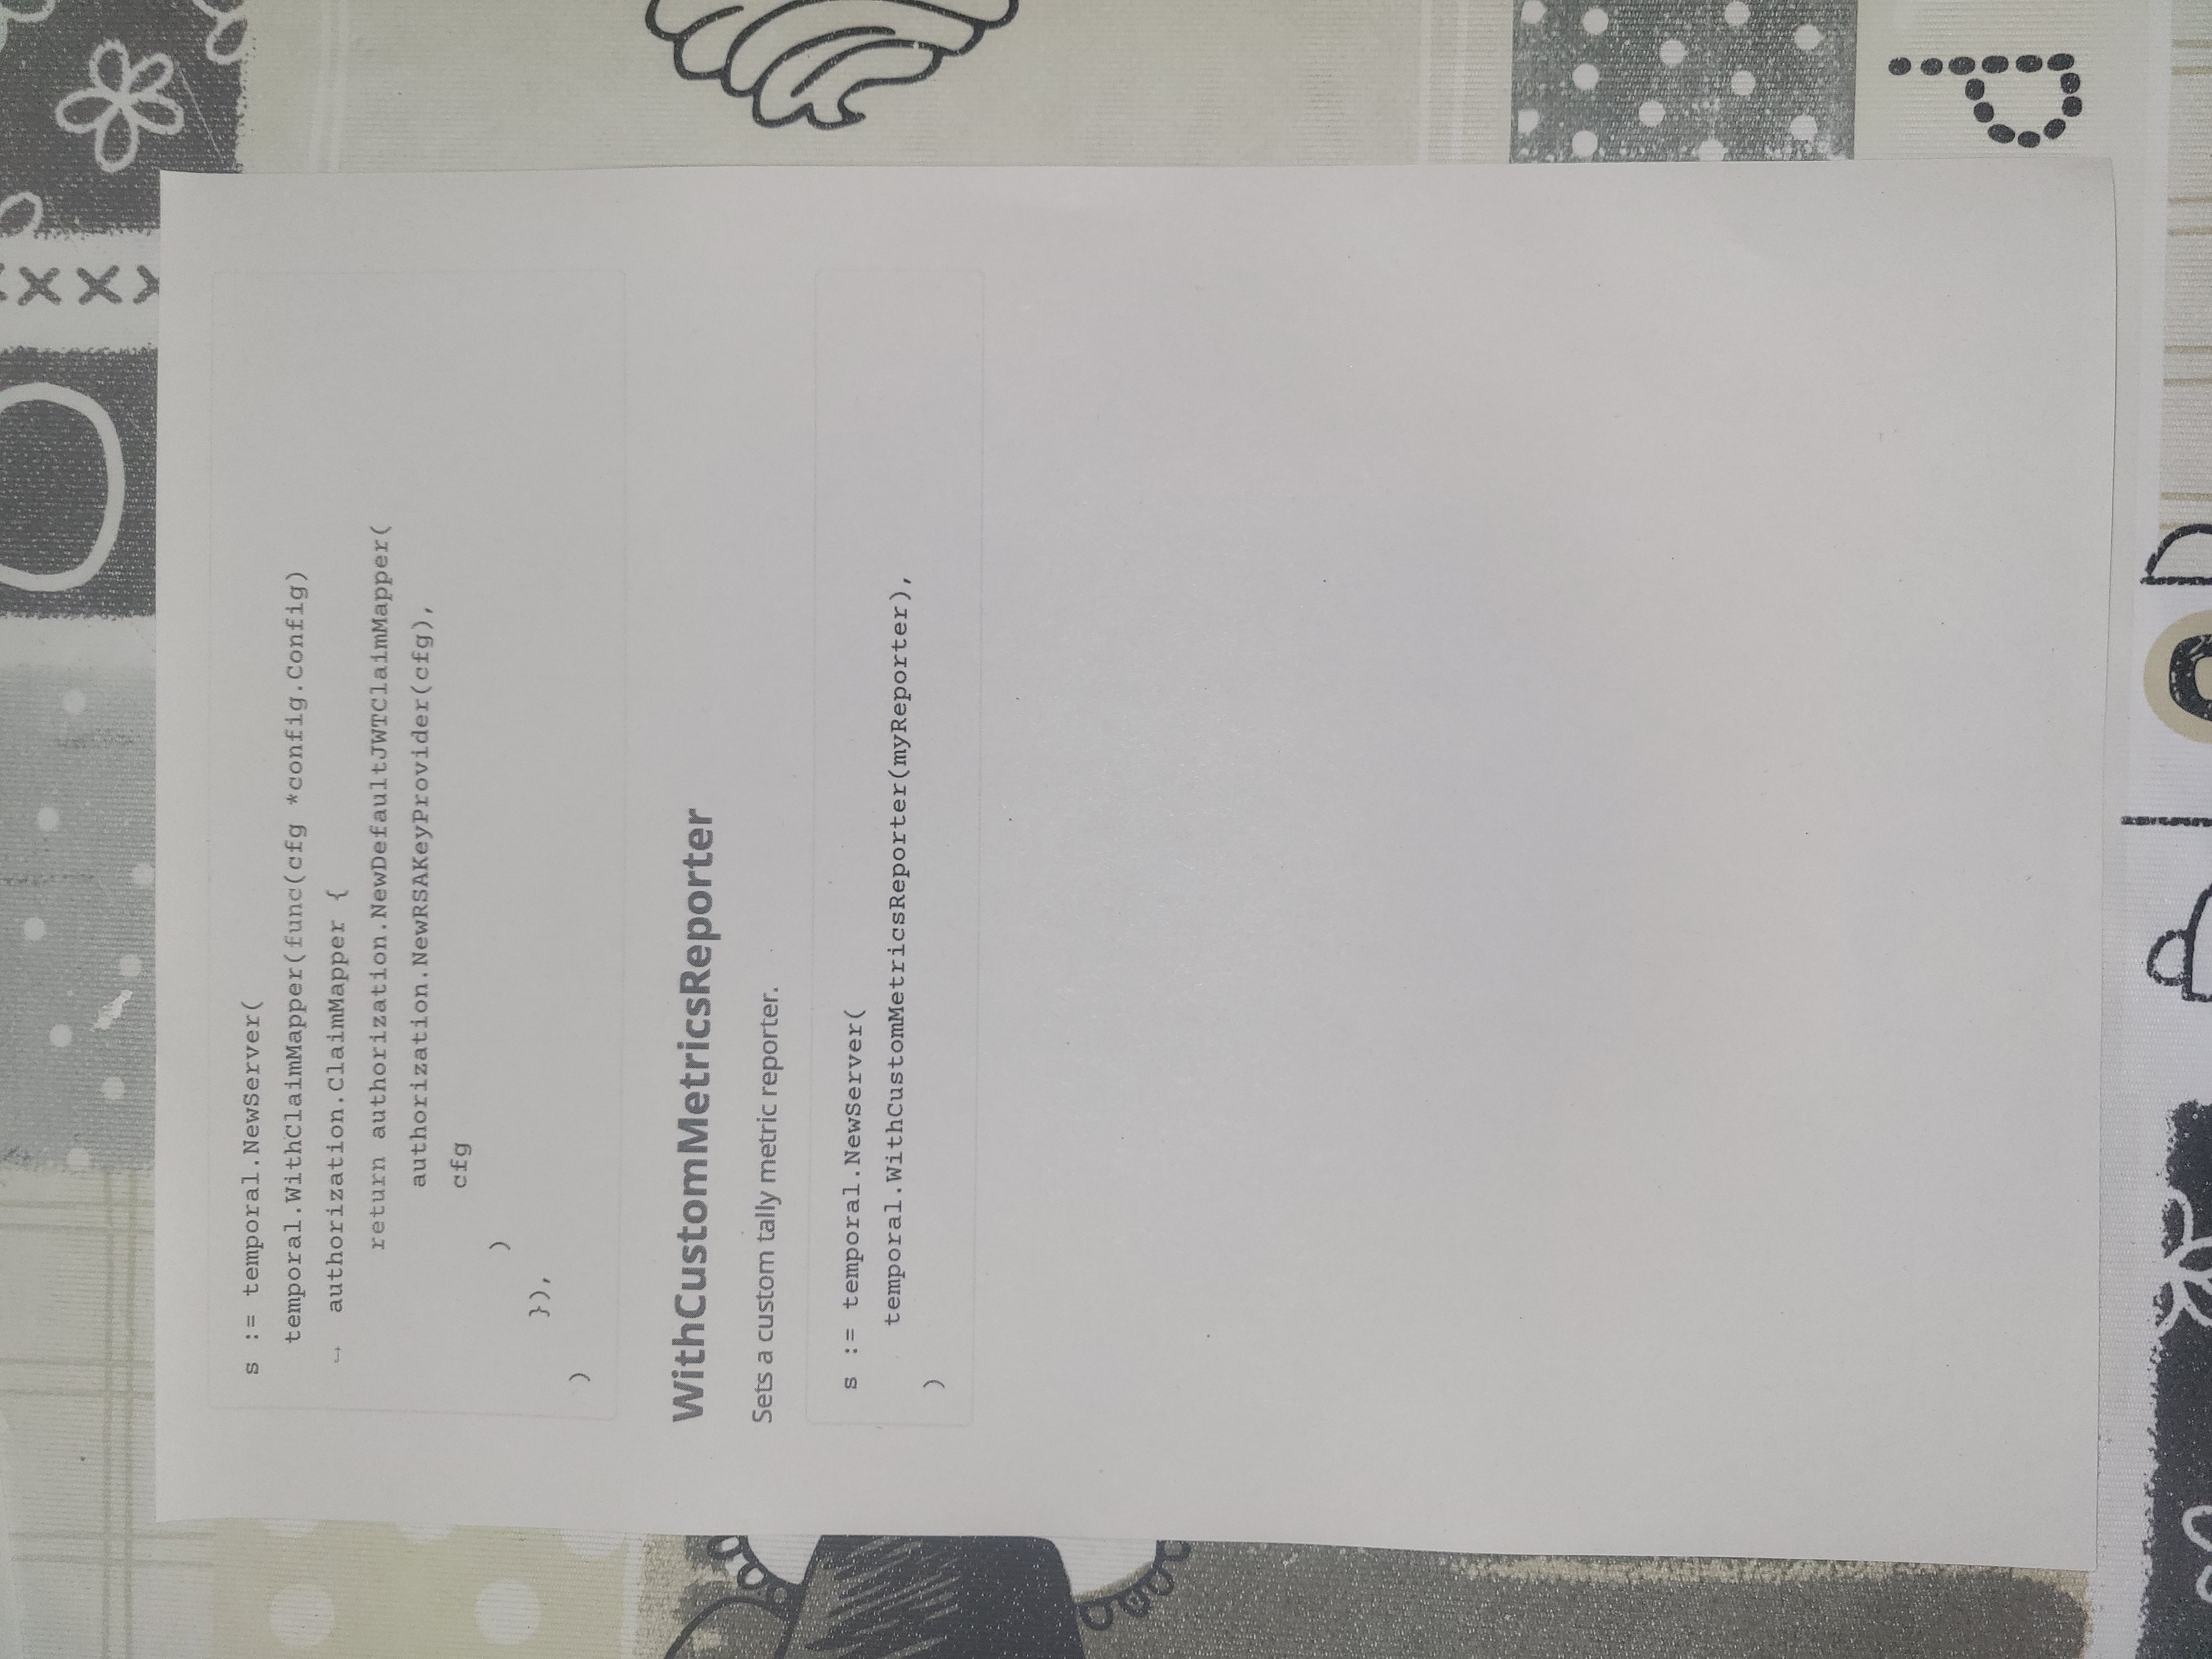 s := temporal.NewServer(
  temporal.WithClaimMapper(func(cfg *config.Config)
↪  authorization.ClaimMapper {
        return authorization.NewDefaultJWTClaimMapper(
            authorization.NewRSAKeyProvider(cfg),
            cfg
        )
    }),
)
WithCustomMetricsReporter
Sets a custom tally metric reporter.
s := temporal.NewServer(
    temporal.WithCustomMetricsReporter(myReporter),
)
d